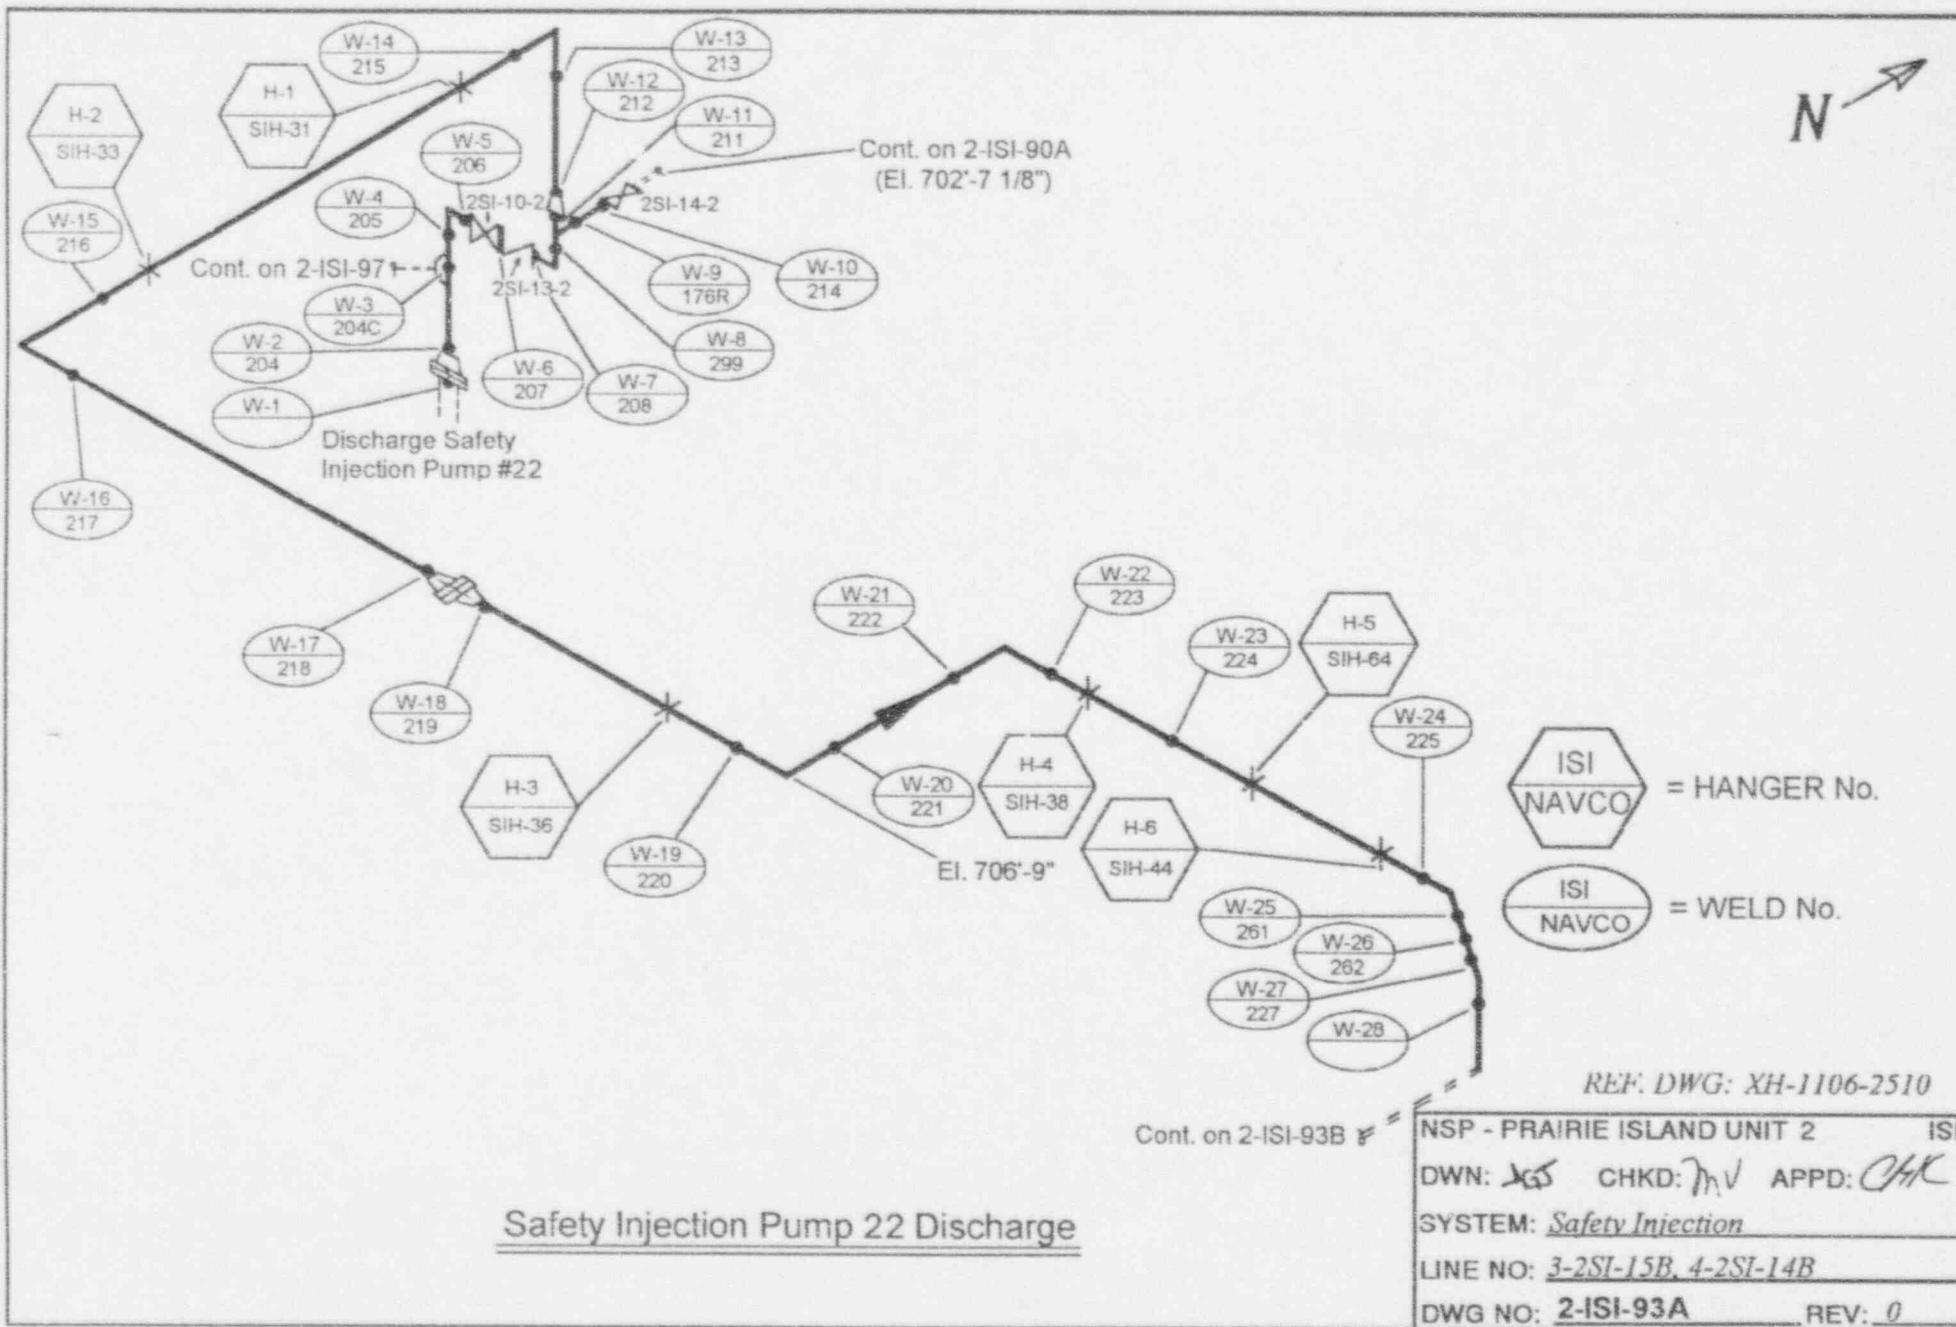 W-14
215
W-13
213
H-1
SIH-31
W-12
212
H-2
SIH-33
W-11
211
N
W-5
206
Cont. on 2-ISI-90A
(El. 702'-7 1/8")
W-4
205
2SI-10-2
2SI-14-2
W-15
216
Cont. on 2-ISI-97
W-9
176R
W-10
214
2SI-13-2
W-3
204C
W-2
204
W-8
299
W-6
207
W-7
208
W-1
Discharge Safety
Injection Pump #22
W-16
217
W-22
223
W-21
222
W-23
224
H-5
SIH-64
W-17
218
W-18
219
W-24
225
H-3
SIH-36
W-20
221
H-4
SIH-38
ISI
NAVCO
= HANGER No.
W-19
220
El. 706'-9"
H-6
SIH-44
ISI
NAVCO
= WELD No.
W-25
261
W-26
262
W-27
227
W-28
REF. DWG: XH-1106-2510
Cont. on 2-ISI-93B
NSP - PRAIRIE ISLAND UNIT 2 ISI
DWN: CHKD: MV APPD: CHK
Safety Injection Pump 22 Discharge
SYSTEM: Safety Injection
LINE NO: 3-2SI-15B, 4-2SI-14B
DWG NO: 2-ISI-93A REV: 0